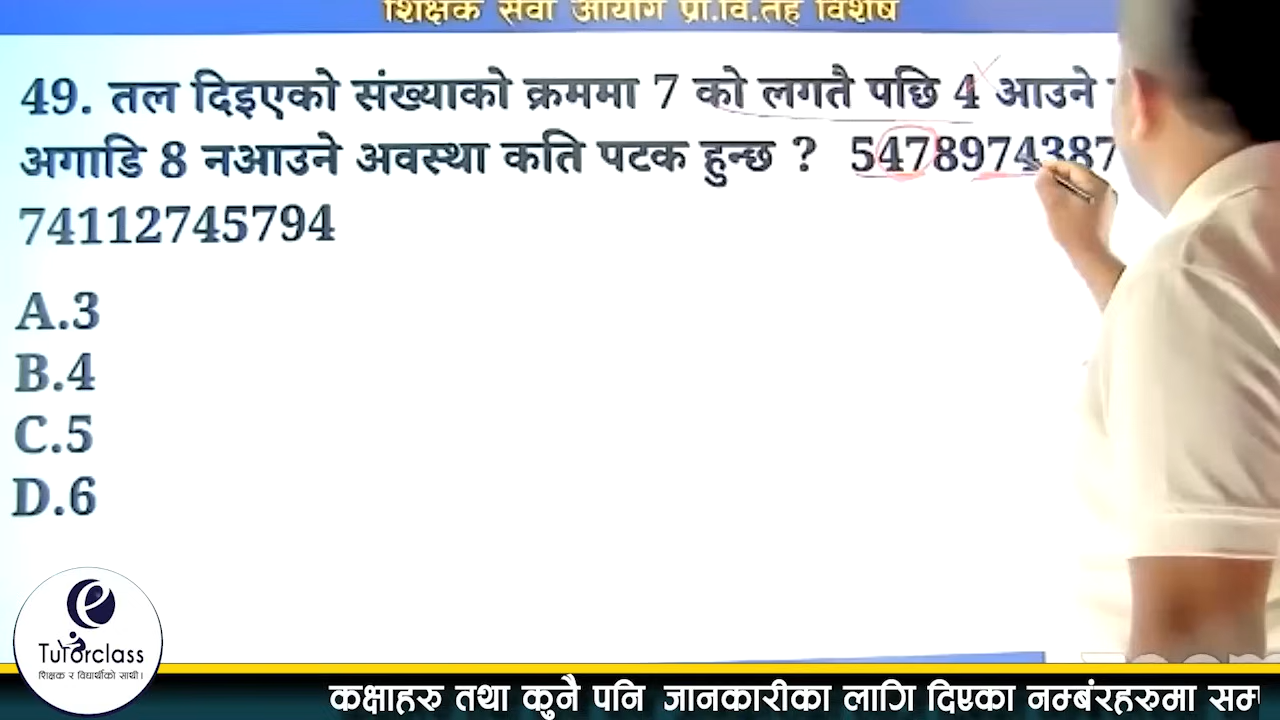 शिक्षक सेवा आयोग प्रा.वि.तह विशेष
49. तल दिइएको संख्याको क्रममा 7 को लगतै पछि 4 आउने
अगाडि 8 नआउने अवस्था कति पटक हुन्छ ? 5478974387
74112745794
A.3
B.4
C.5
D.6
Tutorclass
शिक्षक र विद्यार्थीको साथी।
कक्षाहरु तथा कुनै पनि जानकारीका लागि दिएका नम्बंरहरुमा सम्प